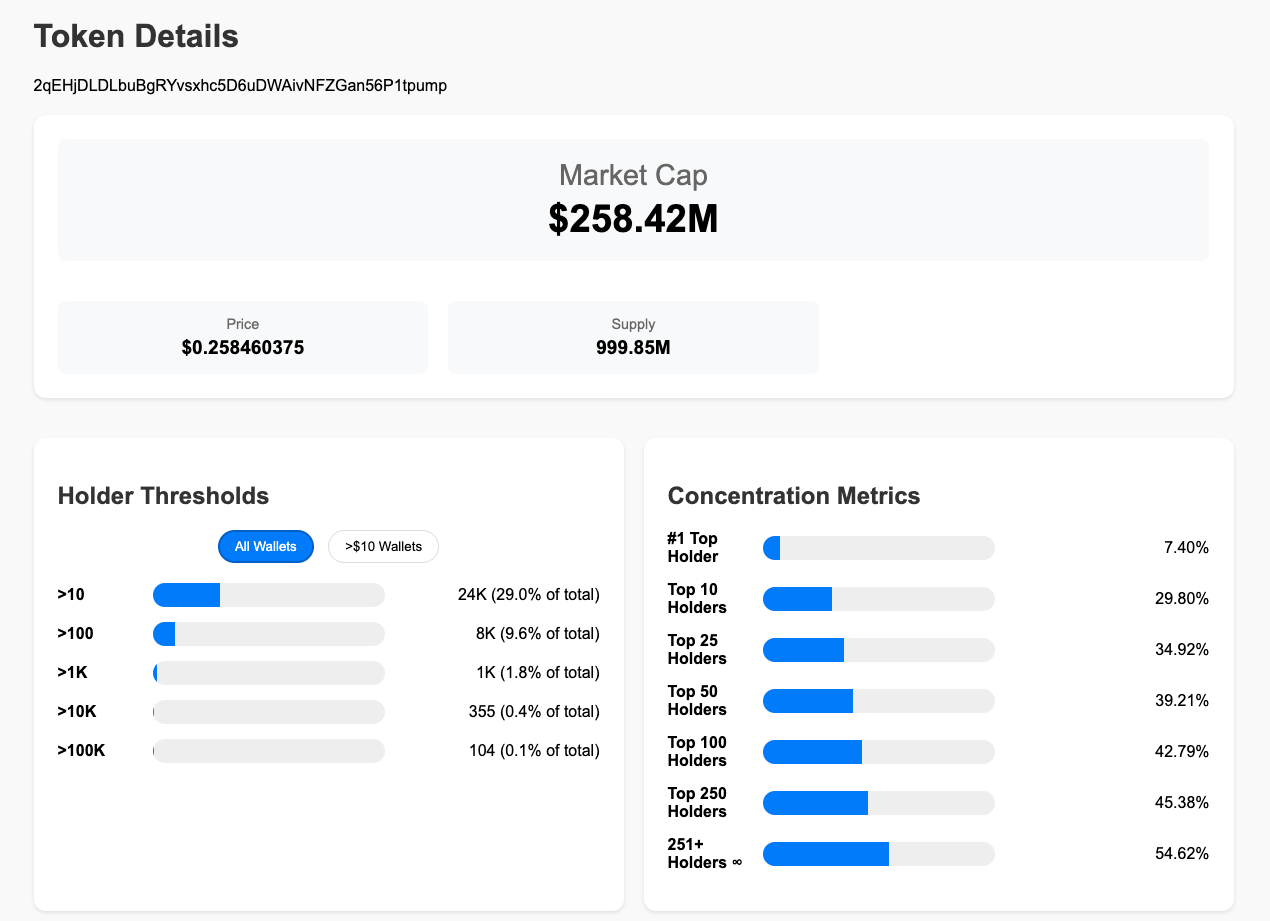 Token Details
2qEHjDLDLbuBgRYvsxhc5D6uDWAivNFZGan56P1tpump
Market Cap
$258.42M
Price
$0.258460375
Supply
999.85M
Holder Thresholds
All Wallets
>$10 Wallets
>10 24K (29.0% of total)
>100 8K (9.6% of total)
>1K 1K (1.8% of total)
>10K 355 (0.4% of total)
>100K 104 (0.1% of total)
Concentration Metrics
#1 Top
Holder 7.40%
Top 10
Holders 29.80%
Top 25
Holders 34.92%
Top 50
Holders 39.21%
Top 100
Holders 42.79%
Top 250
Holders 45.38%
251+
Holders ∞ 54.62%